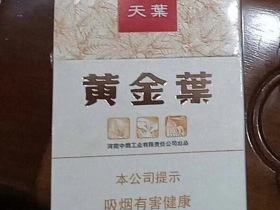 天葉
黄金葉
河南中烟工业有限责任公司出品
本公司提示
吸烟有害健康